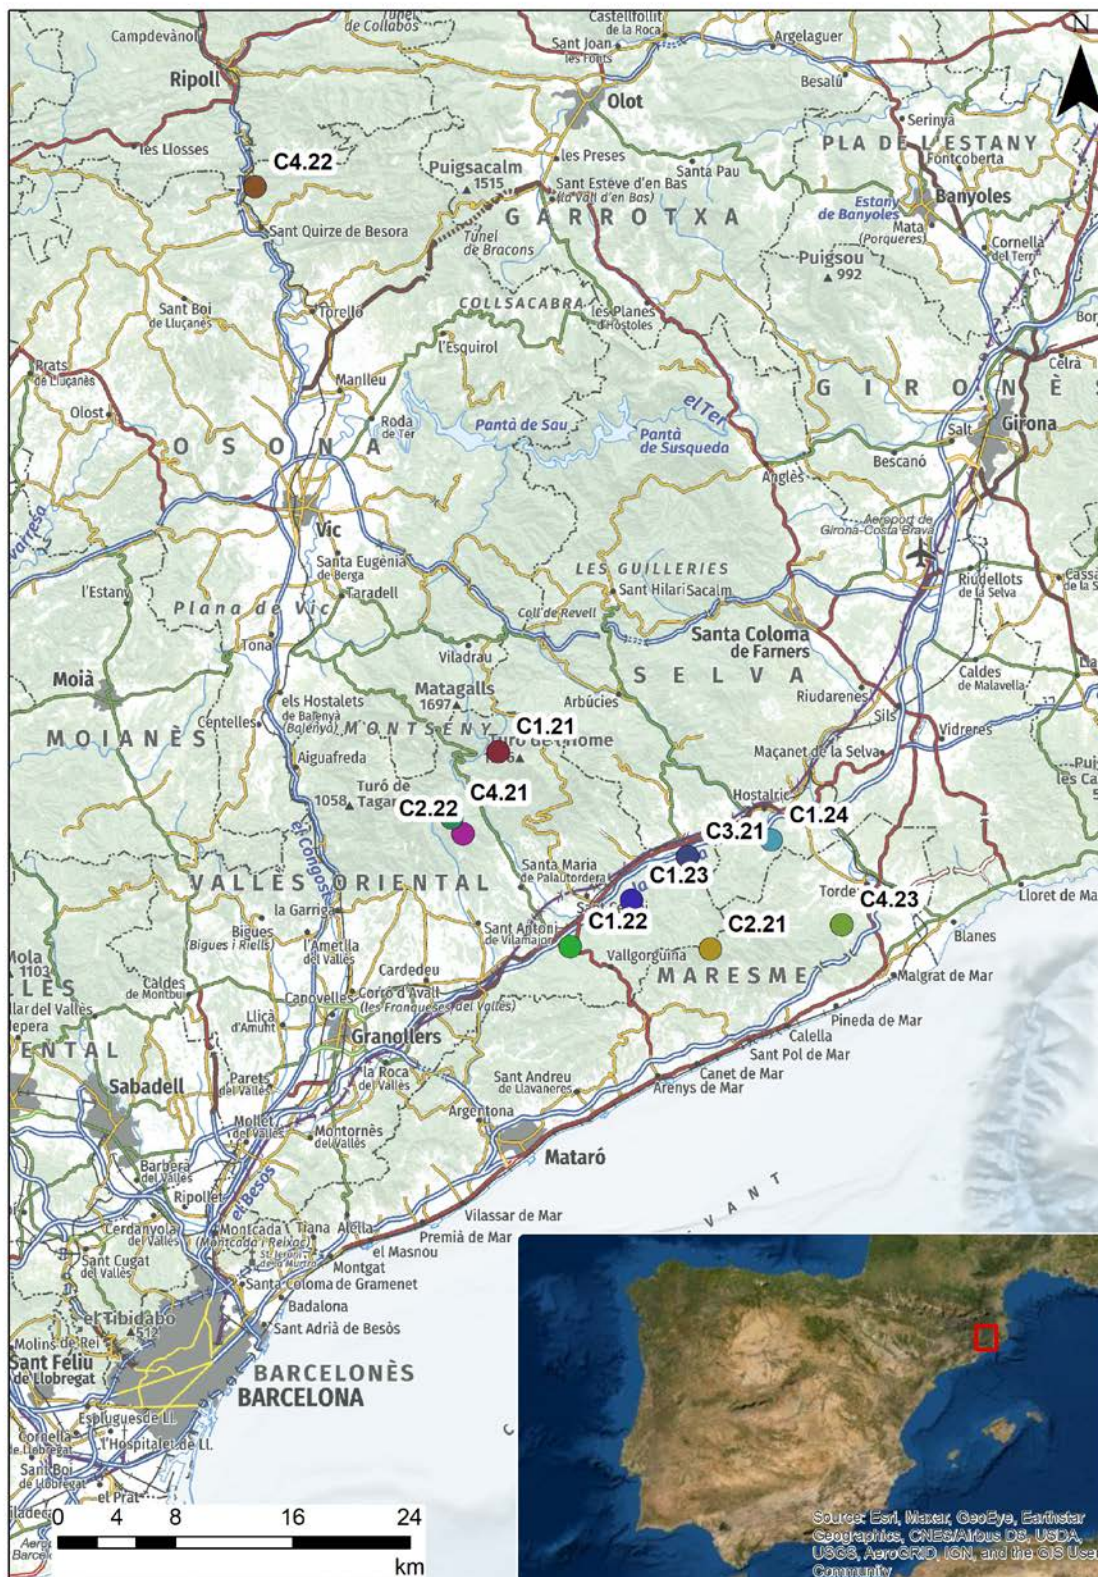 Campdevànol
Túnel
de Collabós
Castellfollit
de la Roca
N
Sant Joan
les Fonts
Argelaguer
Ripoll
Besalú
Olot
Serinyà
les Llosses
C4.22
Puigsacalm
1515
les Preses
Santa Pau
PLA DE L'ESTANY
Fontcoberta
Sant Esteve d'en Bas
(la Vall d'en Bas)
Banyoles
Estany
de Banyoles
GARROTXA
Mata
(Porqueres)
Sant Quirze de Besora
Túnel
de Bracons
Cornellà
del Terri
Puigsou
992
Sant Boi
de Lluçanès
Torelló
COLLSACABRA
les Planes
d'Hostoles
l'Esquirol
Prats
de Lluçanès
Celrà
Manlleu
GIRONÈS
Olost
Roda
de Ter
el Ter
Pantà de Sau
Pantà
de Susqueda
Girona
Salt
OSONA
Bescanó
Anglès
Vic
Aeroport de
Girona-Costa Brava
varresa
Santa Eugènia
de Berga
LES GUILLERIES
Riudellots
de la Selva
l'Estany
Taradell
Sant Hilari Sacalm
Plana de Vic
Coll de Revell
Santa Coloma
de Farners
Tona
Viladrau
SELVA
Caldes
de Malavella
Moià
els Hostalets
de Balenyà
(Balenyà)
Matagalls
1697
Arbúcies
Riudarenes
Sils
Centelles
MONTSENY
C1.21
Vidreres
MOIANÈS
Maçanet de la Selva
Aiguafreda
Turó de
1058
C4.21
Hostalric
C2.22
C1.24
C3.21
el Congost
Santa Maria
de Palautordera
C1.23
VALLÈS ORIENTAL
C4.23
Lloret de Ma
la Garriga
C1.22
C2.21
Bigues
(Bigues i Riells)
Sant Antoni
de Vilamajor
Blanes
l'Ametlla
del Vallès
Vallgorguina
Mola
1103
MARESME
Malgrat de Mar
Cardedeu
Caldes
de Montbui
Canovelles
Corró d'Avall
(les Franqueses del Vallès)
Pineda de Mar
Lliçà
d'Amunt
Calella
Granollers
Sant Pol de Mar
ENTAL
Canet de Mar
la Roca
del Vallès
Sant Andreu
de Llavaneres
Arenys de Mar
Sabadell
Parets
del Vallès
Argentona
Mollet
del Vallès
Montornès
del Vallès
Mataró
Barberà
del Vallès
el Besòs
Ripollet
Vilassar de Mar
Cerdanyola
del Vallès
Montcada
(Montcada i Reixac)
Tiana
Alella
Premià de Mar
el Masnou
Sant Cugat
del Vallès
Montgat
Santa Coloma de Gramenet
Badalona
el Tibidabo
512
Sant Adrià de Besòs
Molins de Rei
Sant Feliu
de Llobregat
BARCELONÈS
BARCELONA
Esplugues de Ll.
Cornellà
de Llobregat
l'Hospitalet de Ll.
Sant Boi
de Llobregat
el Prat
0 4 8 16 24
km
Source: Esri, Maxar, GeoEye, Earthstar
Geographics, CNES/Airbus DS, USDA,
USGS, AeroGRID, IGN, and the GIS User
Community